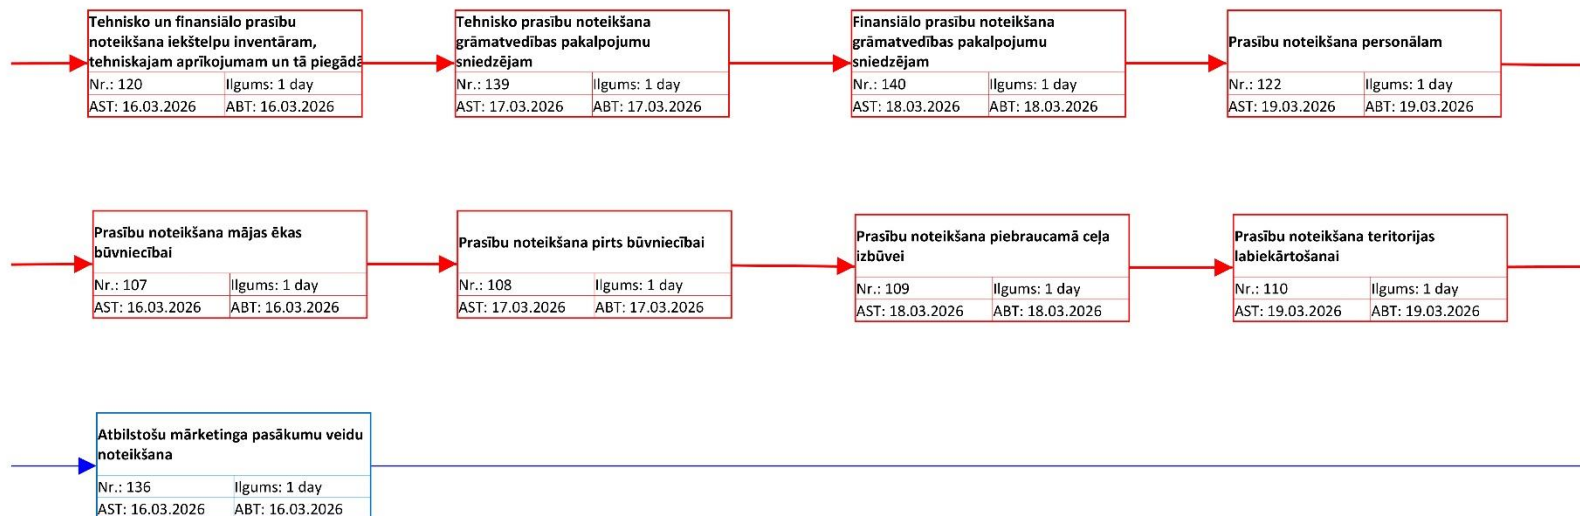 Tehnisko un finansiālo prasību
noteikšana iekštelpu inventāram,
tehniskajam aprīkojumam un tā piegādā
Nr.: 120 Ilgums: 1 day
AST: 16.03.2026 ABT: 16.03.2026
Tehnisko prasību noteikšana
grāmatvedības pakalpojumu
sniedzējam
Nr.: 139 Ilgums: 1 day
AST: 17.03.2026 ABT: 17.03.2026
Finansiālo prasību noteikšana
grāmatvedības pakalpojumu
sniedzējam
Nr.: 140 Ilgums: 1 day
AST: 18.03.2026 ABT: 18.03.2026
Prasību noteikšana personālam
Nr.: 122 Ilgums: 1 day
AST: 19.03.2026 ABT: 19.03.2026
Prasību noteikšana mājas ēkas
būvniecībai
Nr.: 107 Ilgums: 1 day
AST: 16.03.2026 ABT: 16.03.2026
Prasību noteikšana pirts būvniecībai
Nr.: 108 Ilgums: 1 day
AST: 17.03.2026 ABT: 17.03.2026
Prasību noteikšana piebraucamā ceļa
izbūvei
Nr.: 109 Ilgums: 1 day
AST: 18.03.2026 ABT: 18.03.2026
Prasību noteikšana teritorijas
labiekārtošanai
Nr.: 110 Ilgums: 1 day
AST: 19.03.2026 ABT: 19.03.2026
Atbilstošu mārketinga pasākumu veidu
noteikšana
Nr.: 136 Ilgums: 1 day
AST: 16.03.2026 ABT: 16.03.2026